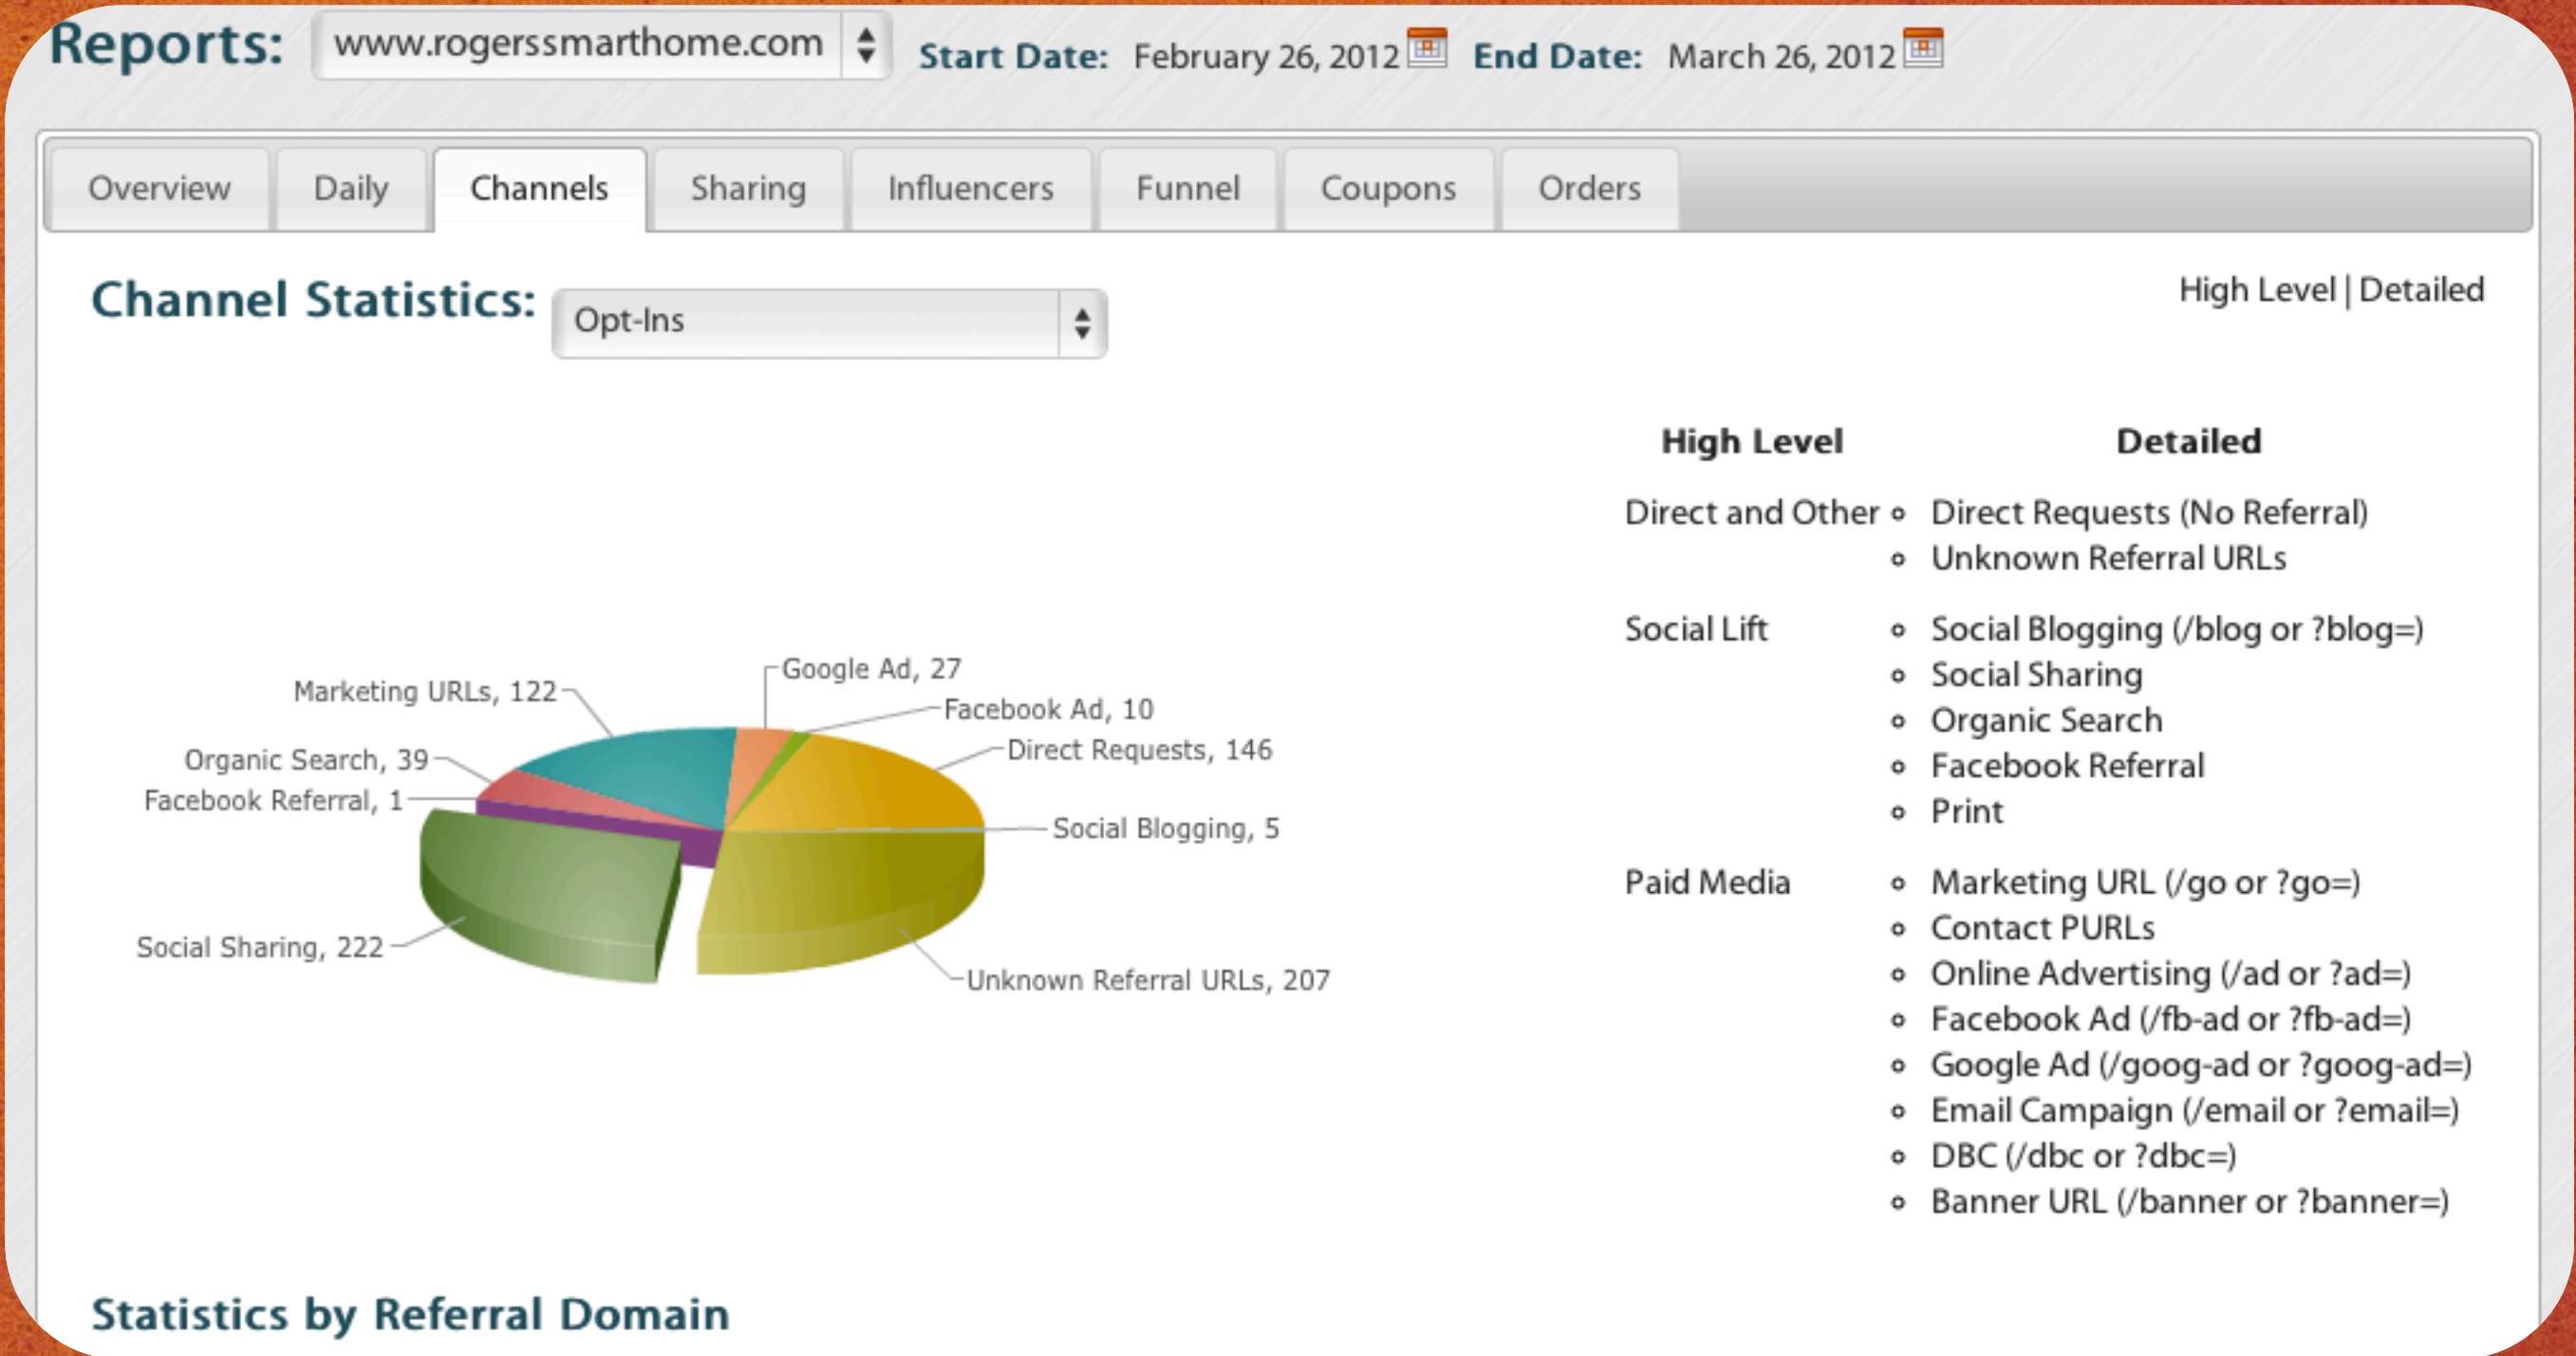 Reports: www.rogerssmarthome.com Start Date: February 26, 2012 End Date: March 26, 2012
Overview Daily Channels Sharing Influencers Funnel Coupons Orders
Channel Statistics: Opt-Ins
High Level | Detailed
Google Ad, 27
Marketing URLs, 122
Facebook Ad, 10
Direct Requests, 146
Organic Search, 39
Facebook Referral, 1
Social Blogging, 5
Social Sharing, 222
Unknown Referral URLs, 207
High Level Detailed
Direct and Other Direct Requests (No Referral)
Unknown Referral URLs
Social Lift Social Blogging (/blog or ?blog=)
Social Sharing
Organic Search
Facebook Referral
Print
Paid Media Marketing URL (/go or ?go=)
Contact PURLs
Online Advertising (/ad or ?ad=)
Facebook Ad (/fb-ad or ?fb-ad=)
Google Ad (/goog-ad or ?goog-ad=)
Email Campaign (/email or ?email=)
DBC (/dbc or ?dbc=)
Banner URL (/banner or ?banner=)
Statistics by Referral Domain